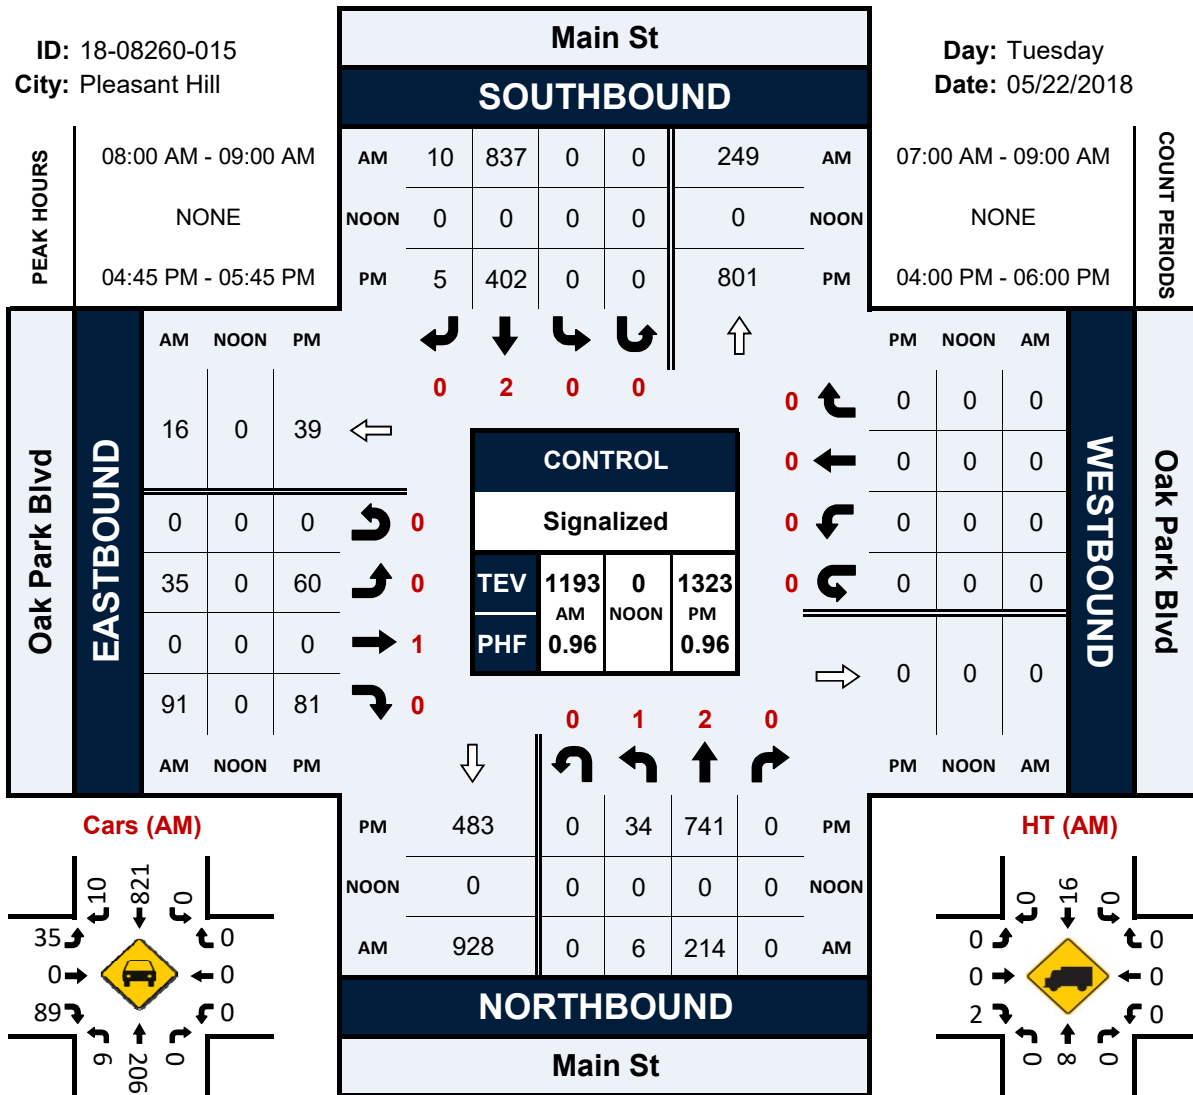 ID: 18-08260-015
City: Pleasant Hill
Main St
SOUTHBOUND
Day: Tuesday
Date: 05/22/2018
PEAK HOURS
08:00 AM - 09:00 AM
NONE
04:45 PM - 05:45 PM
AM 10 837 0 0 249 AM
NOON 0 0 0 0 0 NOON
PM 5 402 0 0 801 PM
07:00 AM - 09:00 AM
NONE
04:00 PM - 06:00 PM
COUNT PERIODS
0 2 0 0
Oak Park Blvd
EASTBOUND
AM NOON PM
16 0 39
0 0 0 0
35 0 60 0
0 0 0 1
91 0 81 0
AM NOON PM
CONTROL
Signalized
TEV 1193 0 1323
AM NOON PM
PHF 0.96 0.96
PM NOON AM
0 0 0 0
0 0 0 0
0 0 0 0
0 0 0 0
0 0 0
PM NOON AM
WESTBOUND
Oak Park Blvd
0 1 2 0
PM 483 0 34 741 0 PM
NOON 0 0 0 0 0 NOON
AM 928 0 6 214 0 AM
NORTHBOUND
Main St
Cars (AM)
10 821 0
35 0
0 0
89 0
6 206 0
HT (AM)
0 16 0
0 0
0 0
2 0
0 8 0